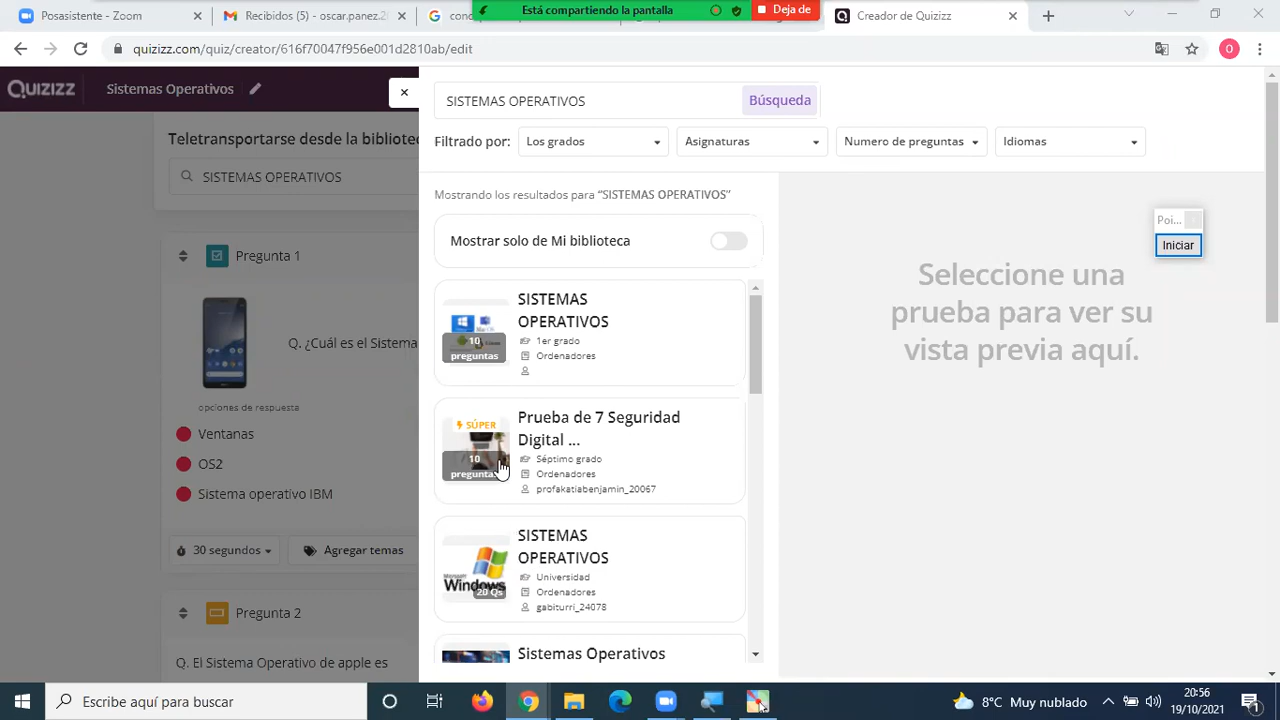 Posasistencia Zoom
Recibidos (5) - oscar.panez.2
Está compartiendo la pantalla
Deja de
Creador de Quizizz
quizizz.com/quiz/creator/616f70047f956e001d2810ab/edit
O
QUIZIZZ
Sistemas Operativos
SISTEMAS OPERATIVOS
Búsqueda
Teletransportarse desde la bibliote
Filtrado por:
Los grados
Asignaturas
Numero de preguntas
Idiomas
SISTEMAS OPERATIVOS
Mostrando los resultados para “SISTEMAS OPERATIVOS”
Mostrar solo de Mi biblioteca
Poi...
Iniciar
Pregunta 1
Q. ¿Cuál es el Sistema
opciones de respuesta
Ventanas
OS2
Sistema operativo IBM
30 segundos
Agregar temas
Pregunta 2
Q. El Sistema Operativo de apple es
SISTEMAS
OPERATIVOS
10
preguntas
1er grado
Ordenadores
SÚPER
Prueba de 7 Seguridad
Digital ...
10
preguntas
Séptimo grado
Ordenadores
profakatiabenjamin_20067
SISTEMAS
OPERATIVOS
Microsoft
Windows
20 Qs
Universidad
Ordenadores
gabiturri_24078
Sistemas Operativos
Seleccione una
prueba para ver su
vista previa aquí.
Escribe aquí para buscar
8°C Muy nublado
20:56
19/10/2021
1